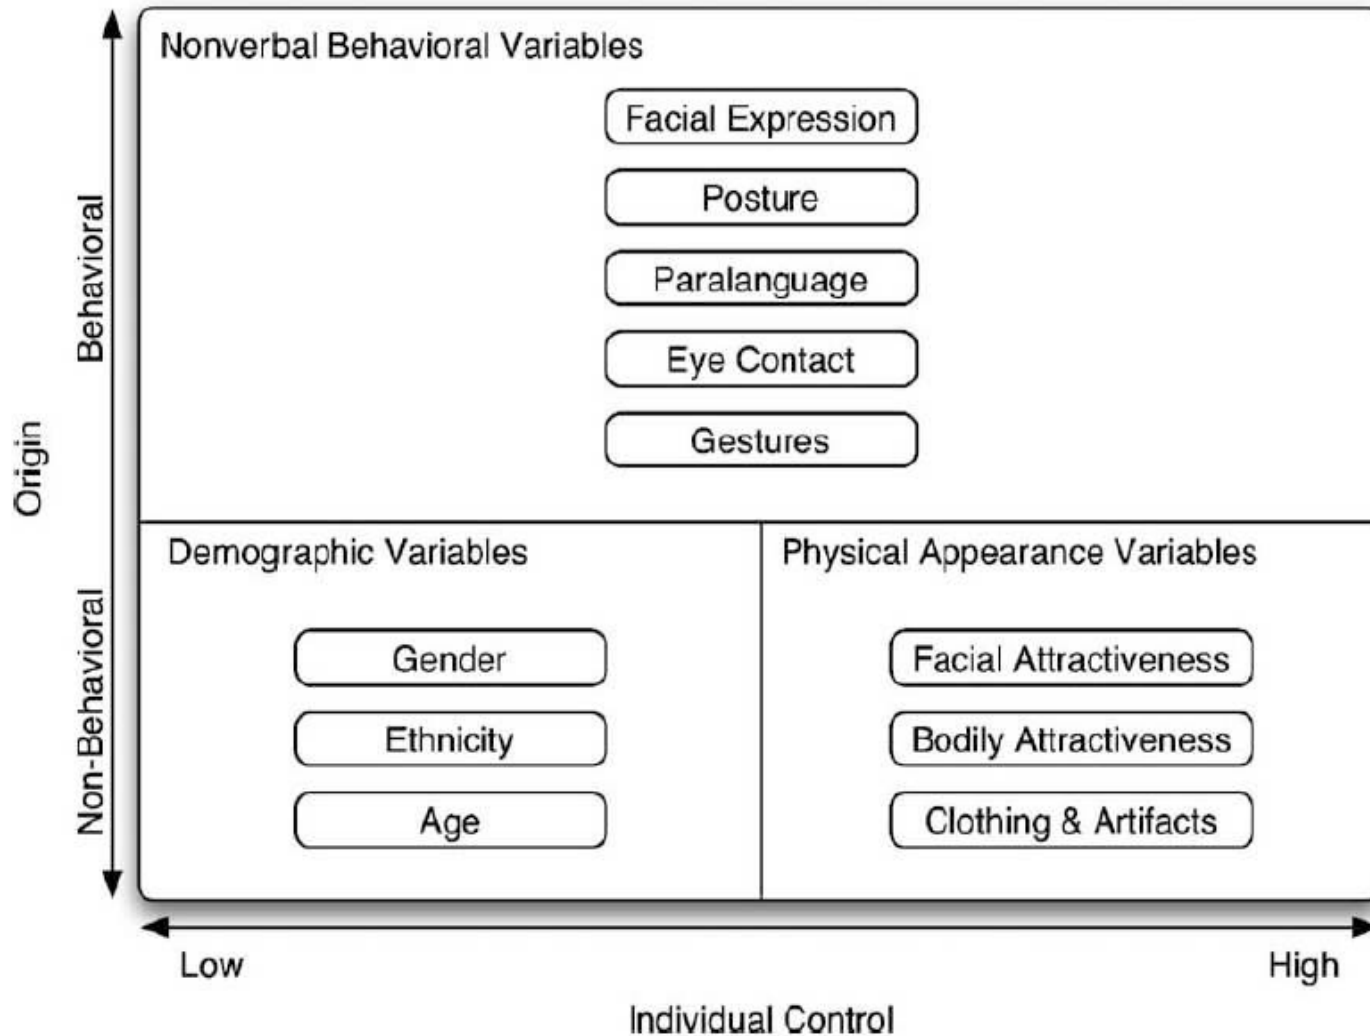 Nonverbal Behavioral Variables
Facial Expression
Posture
Paralanguage
Eye Contact
Gestures
Behavioral
Origin
Non-Behavioral
Demographic Variables
Gender
Ethnicity
Age
Physical Appearance Variables
Facial Attractiveness
Bodily Attractiveness
Clothing & Artifacts
Low
High
Individual Control